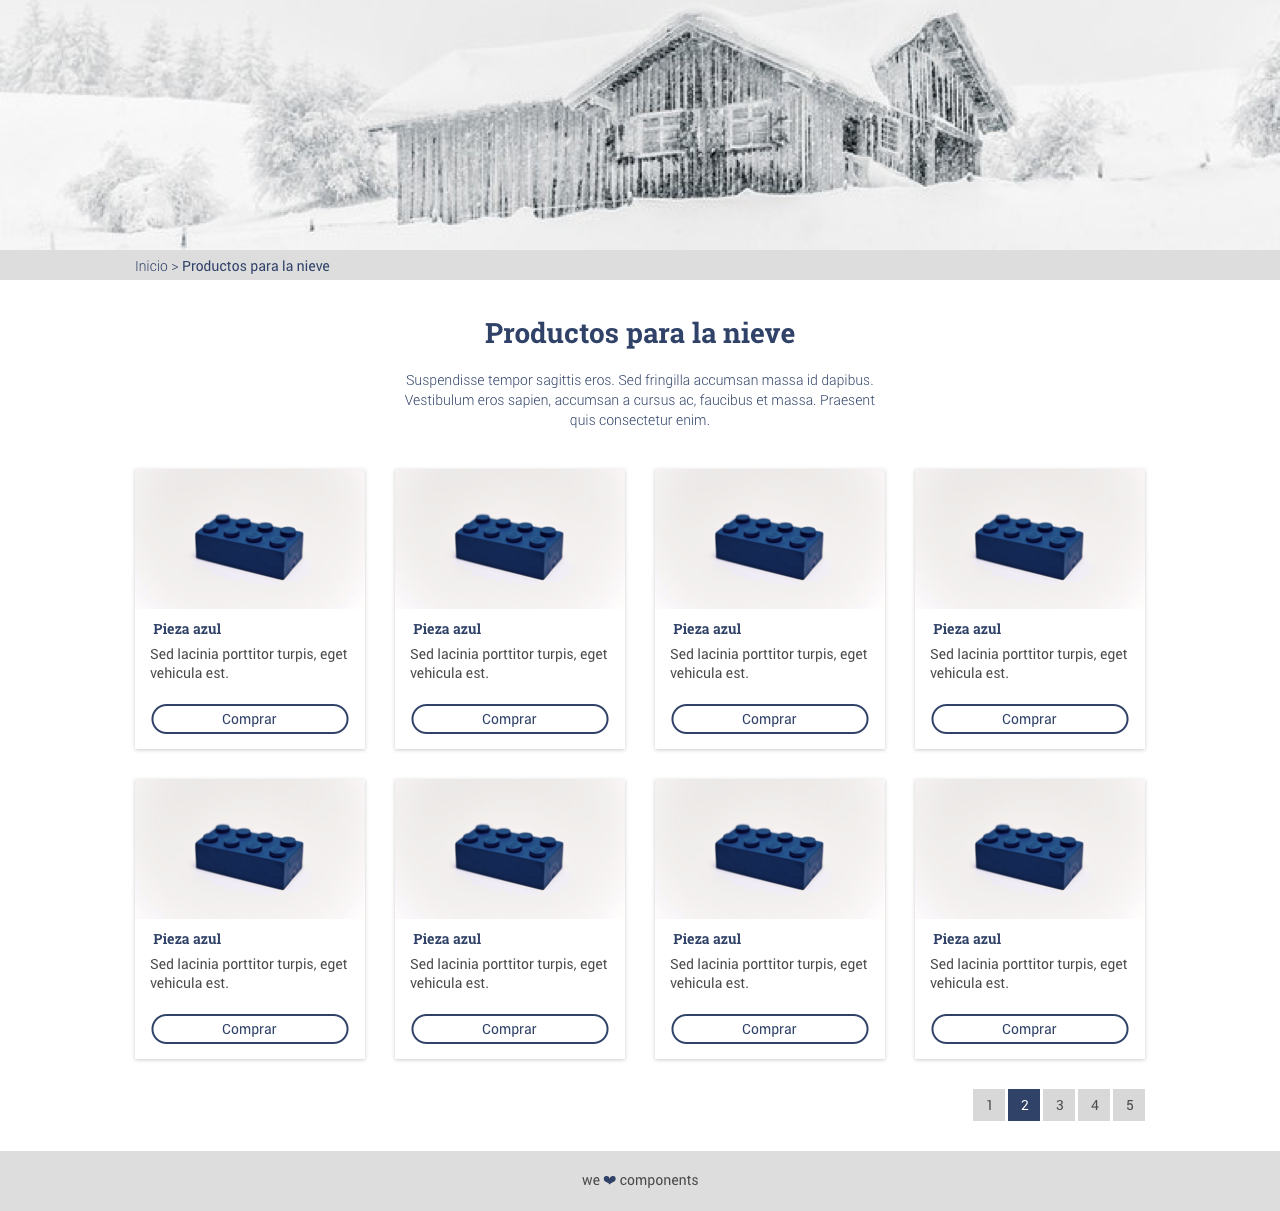 Inicio > Productos para la nieve
Productos para la nieve
Suspendisse tempor sagittis eros. Sed fringilla accumsan massa id dapibus.
Vestibulum eros sapien, accumsan a cursus ac, faucibus et massa. Praesent
quis consectetur enim.
Pieza azul
Sed lacinia porttitor turpis, eget
vehicula est.
Comprar
Pieza azul
Sed lacinia porttitor turpis, eget
vehicula est.
Comprar
Pieza azul
Sed lacinia porttitor turpis, eget
vehicula est.
Comprar
Pieza azul
Sed lacinia porttitor turpis, eget
vehicula est.
Comprar
Pieza azul
Sed lacinia porttitor turpis, eget
vehicula est.
Comprar
Pieza azul
Sed lacinia porttitor turpis, eget
vehicula est.
Comprar
Pieza azul
Sed lacinia porttitor turpis, eget
vehicula est.
Comprar
Pieza azul
Sed lacinia porttitor turpis, eget
vehicula est.
Comprar
1 2 3 4 5
we ❤ components